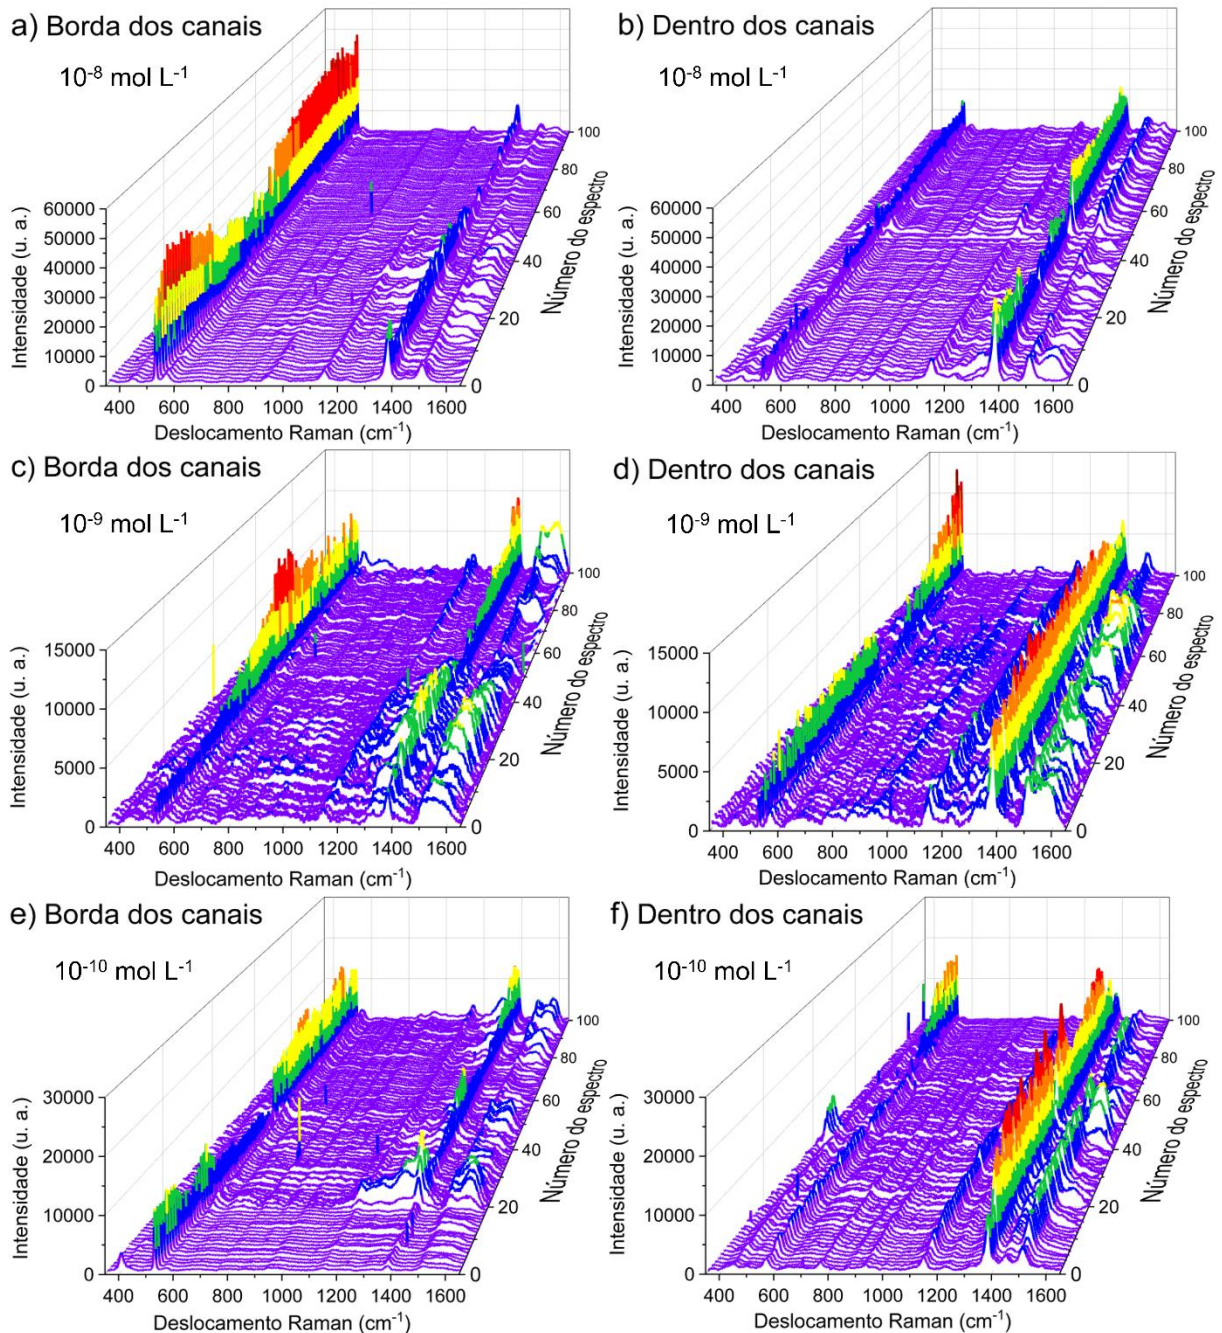 a) Borda dos canais
10-8 mol L-1
Intensidade (u. a.)
60000
50000
40000
30000
20000
10000
0
400 600 800 1000 1200 1400 1600
Deslocamento Raman (cm-1)
0
20
40
60
80
100
Número do espectro
b) Dentro dos canais
10-8 mol L-1
Intensidade (u. a.)
60000
50000
40000
30000
20000
10000
0
400 600 800 1000 1200 1400 1600
Deslocamento Raman (cm-1)
0
20
40
60
80
100
Número do espectro
c) Borda dos canais
10-9 mol L-1
Intensidade (u. a.)
15000
10000
5000
0
400 600 800 1000 1200 1400 1600
Deslocamento Raman (cm-1)
0
20
40
60
80
100
Número do espectro
d) Dentro dos canais
10-9 mol L-1
Intensidade (u. a.)
15000
10000
5000
0
400 600 800 1000 1200 1400 1600
Deslocamento Raman (cm-1)
0
20
40
60
80
100
Número do espectro
e) Borda dos canais
10-10 mol L-1
Intensidade (u. a.)
30000
20000
10000
0
400 600 800 1000 1200 1400 1600
Deslocamento Raman (cm-1)
0
20
40
60
80
100
Número do espectro
f) Dentro dos canais
10-10 mol L-1
Intensidade (u. a.)
30000
20000
10000
0
400 600 800 1000 1200 1400 1600
Deslocamento Raman (cm-1)
0
20
40
60
80
100
Número do espectro